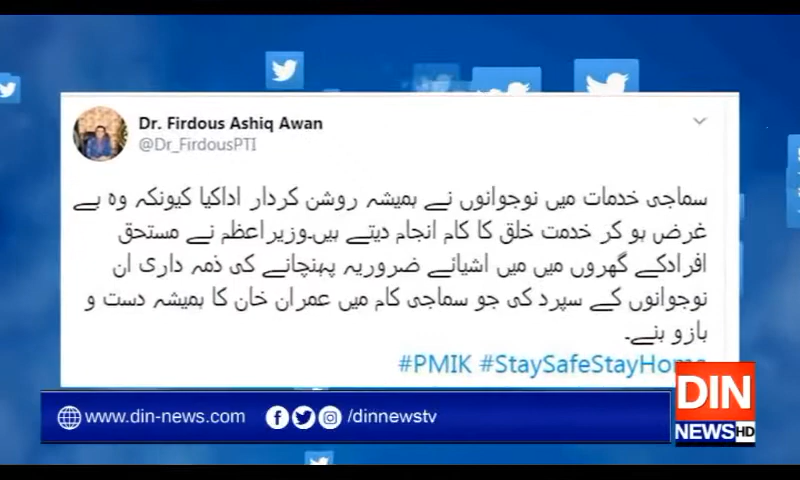 Dr. Firdous Ashiq Awan
@Dr_FirdousPTI
سماجی خدمات میں نوجوانوں نے ہمیشہ روشن کردار اداکیا کیونکہ وہ بے
غرض ہو کر خدمت خلق کا کام انجام دیتے ہیں۔وزیراعظم نے مستحق
افرادکے گھروں میں میں اشیائے ضروریہ پہنچانے کی ذمہ داری ان
نوجوانوں کے سپرد کی جو سماجی کام میں عمران خان کا ہمیشہ دست و
بازو بنے۔
#PMIK #StaySafeStayHome
www.din-news.com /dinnewstv
DIN
NEWS HD